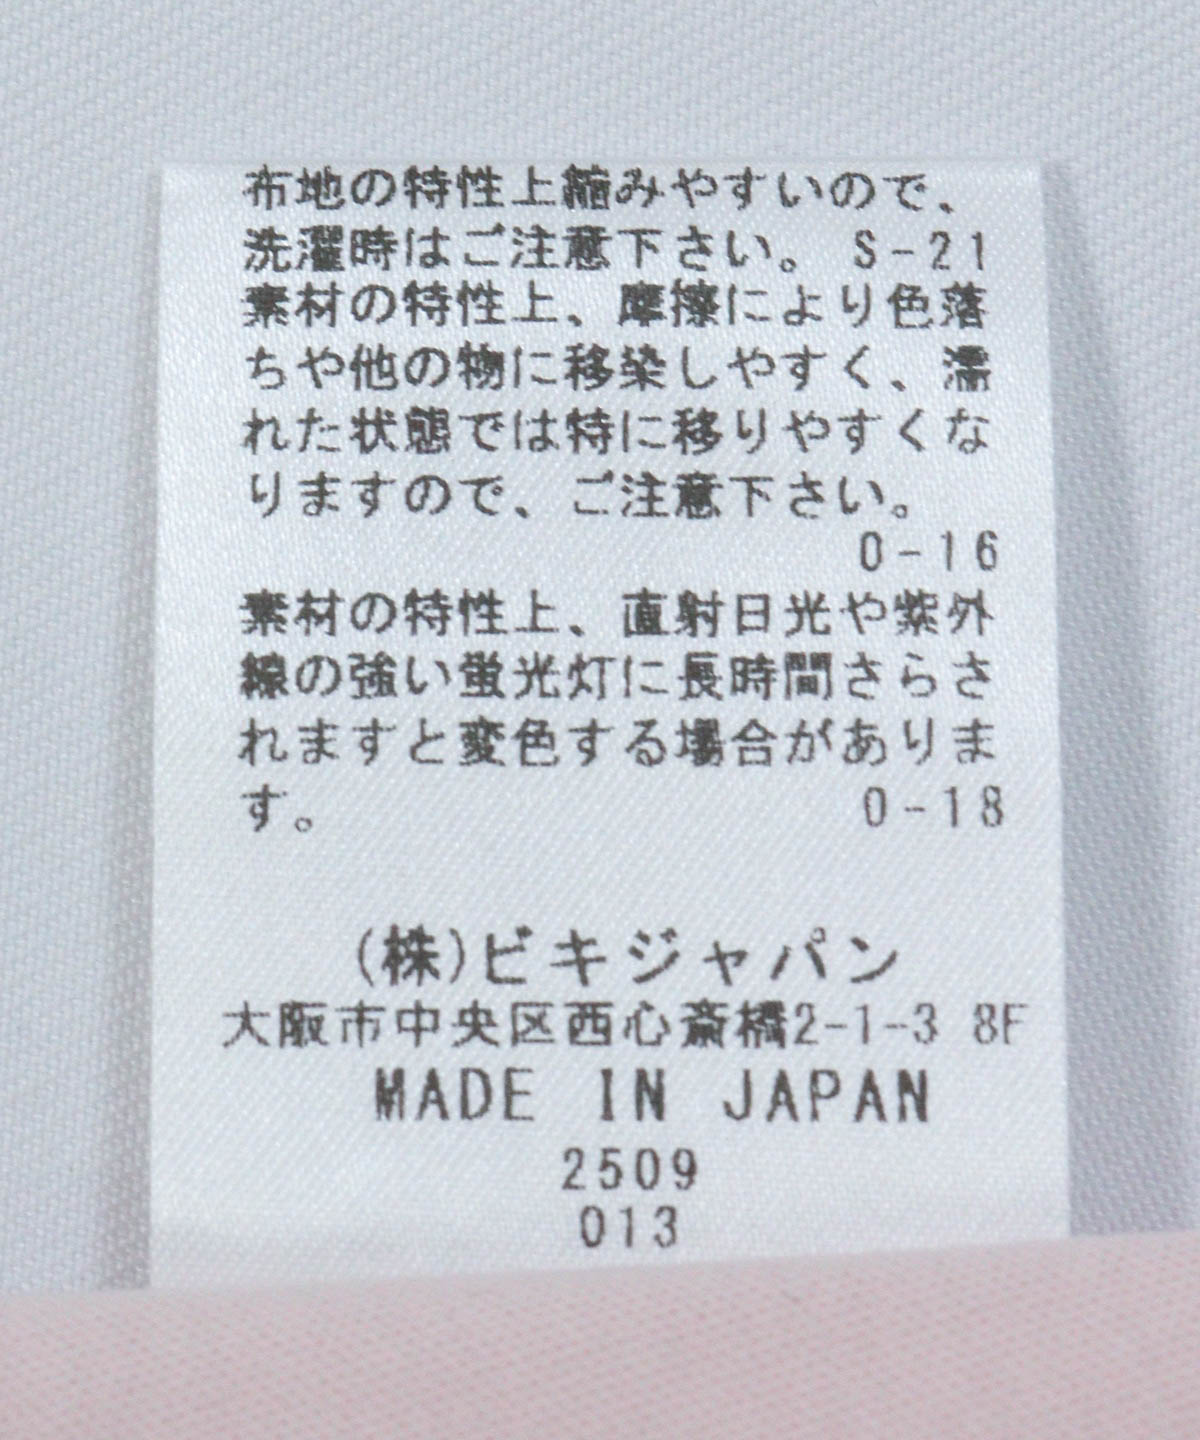 布地の特性上縮みやすいので、
洗濯時はご注意下さい。 S-21
素材の特性上、摩擦により色落
ちや他の物に移染しやすく、濡
れた状態では特に移りやすくな
りますので、ご注意下さい。
0-16
素材の特性上、直射日光や紫外
線の強い蛍光灯に長時間さらさ
れますと変色する場合がありま
す。 0-18
(株)ビキジャパン
大阪市中央区西心斎橋2-1-3 8F
MADE IN JAPAN
2509
013